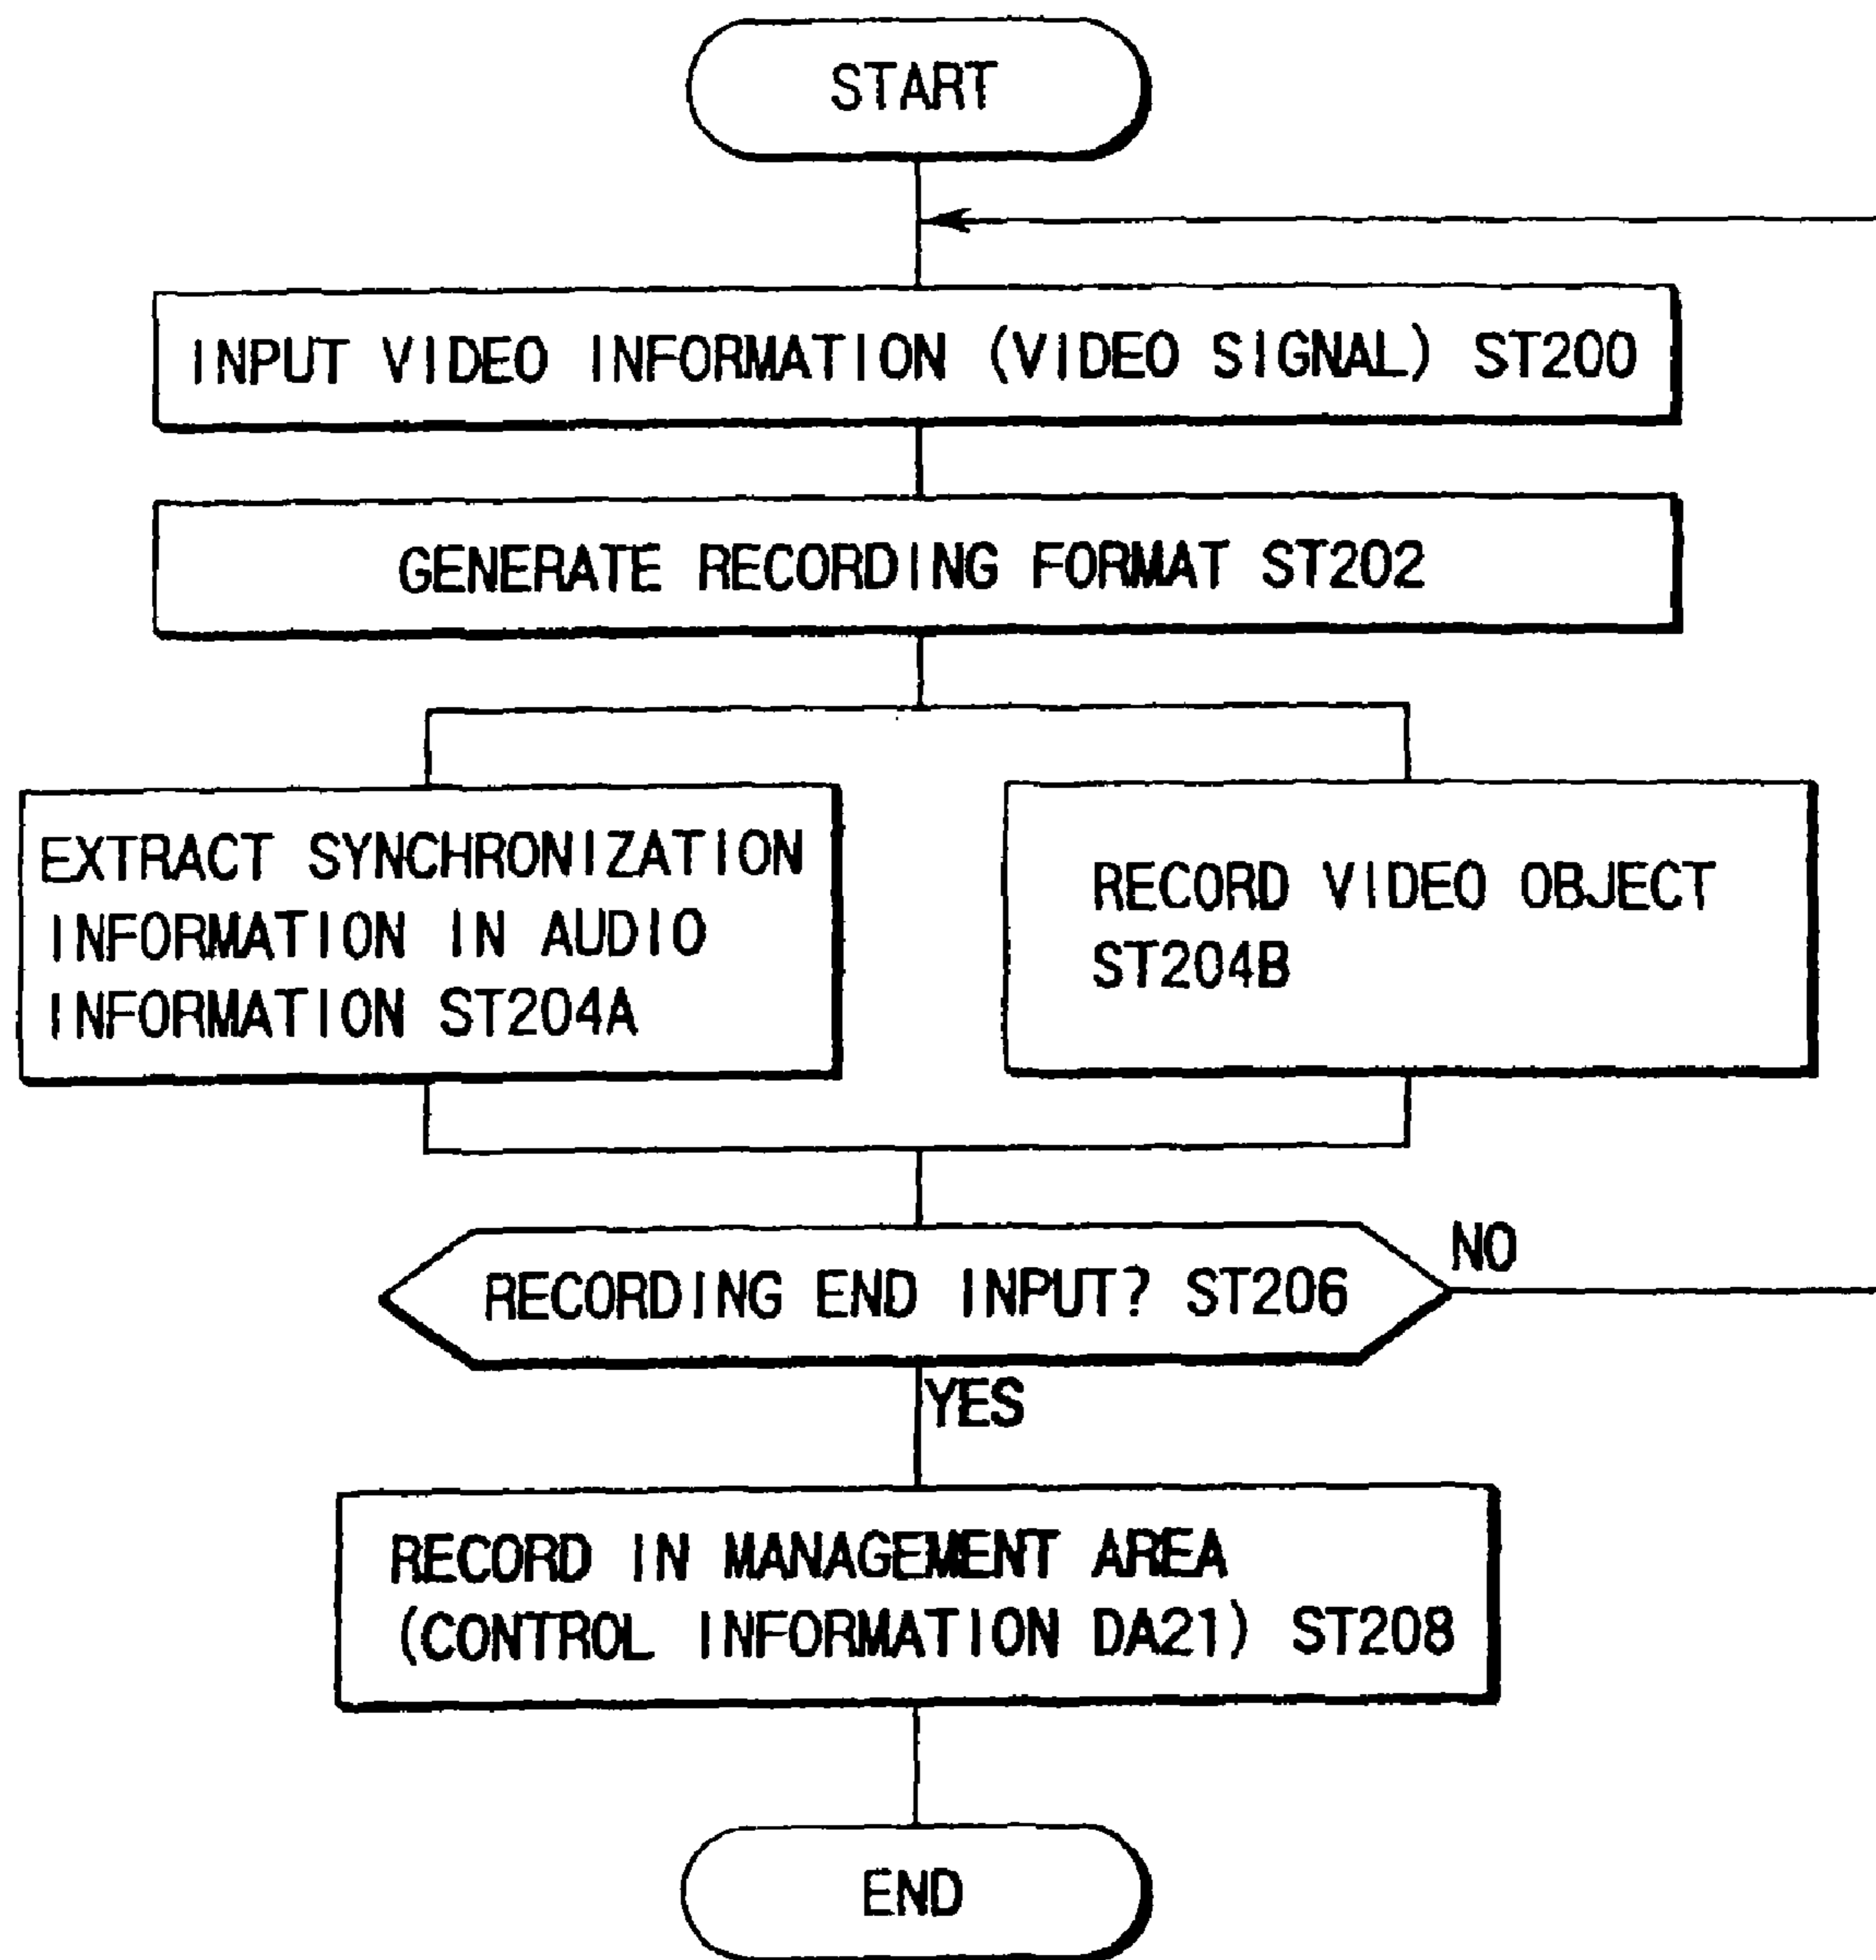 START
INPUT VIDEO INFORMATION (VIDEO SIGNAL) ST200
GENERATE RECORDING FORMAT ST202
EXTRACT SYNCHRONIZATION
INFORMATION IN AUDIO
INFORMATION ST204A
RECORD VIDEO OBJECT
ST204B
RECORDING END INPUT? ST206
NO
YES
RECORD IN MANAGEMENT AREA
(CONTROL INFORMATION DA21) ST208
END